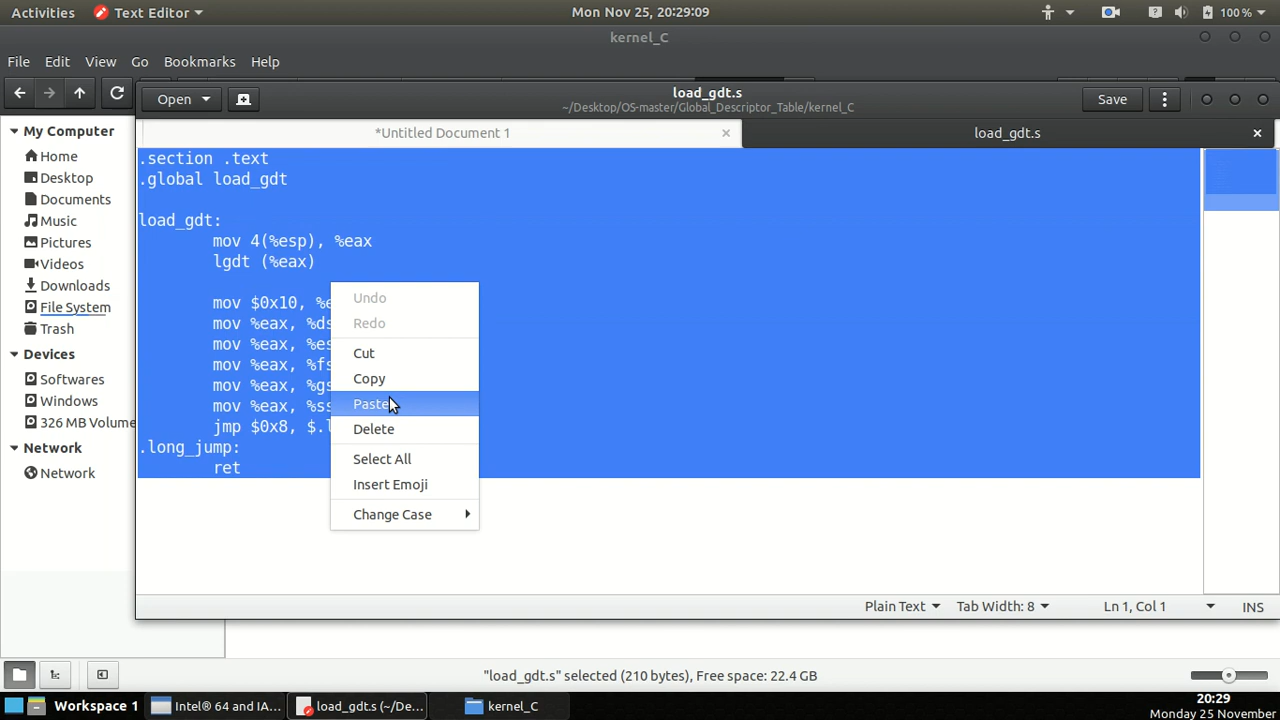 Activities Text Editor Mon Nov 25, 20:29:09 100 %
kernel_C
File Edit View Go Bookmarks Help
Open load_gdt.s Save
~/Desktop/OS-master/Global_Descriptor_Table/kernel_C
*Untitled Document 1 load_gdt.s
My Computer
Home
Desktop
Documents
Music
Pictures
Videos
Downloads
File System
Trash
Devices
Softwares
Windows
326 MB Volume
Network
Network
.section .text
.global load_gdt
load_gdt:
mov 4(%esp), %eax
lgdt (%eax)
mov $0x10, %e
mov %eax, %ds
mov %eax, %es
mov %eax, %fs
mov %eax, %gs
mov %eax, %ss
jmp $0x8, $.l
.long_jump:
ret
Undo
Redo
Cut
Copy
Paste
Delete
Select All
Insert Emoji
Change Case
Plain Text Tab Width: 8 Ln 1, Col 1 INS
"load_gdt.s" selected (210 bytes), Free space: 22.4 GB
Workspace 1 Intel® 64 and IA... load_gdt.s (~/De... kernel_C 20:29
Monday 25 November